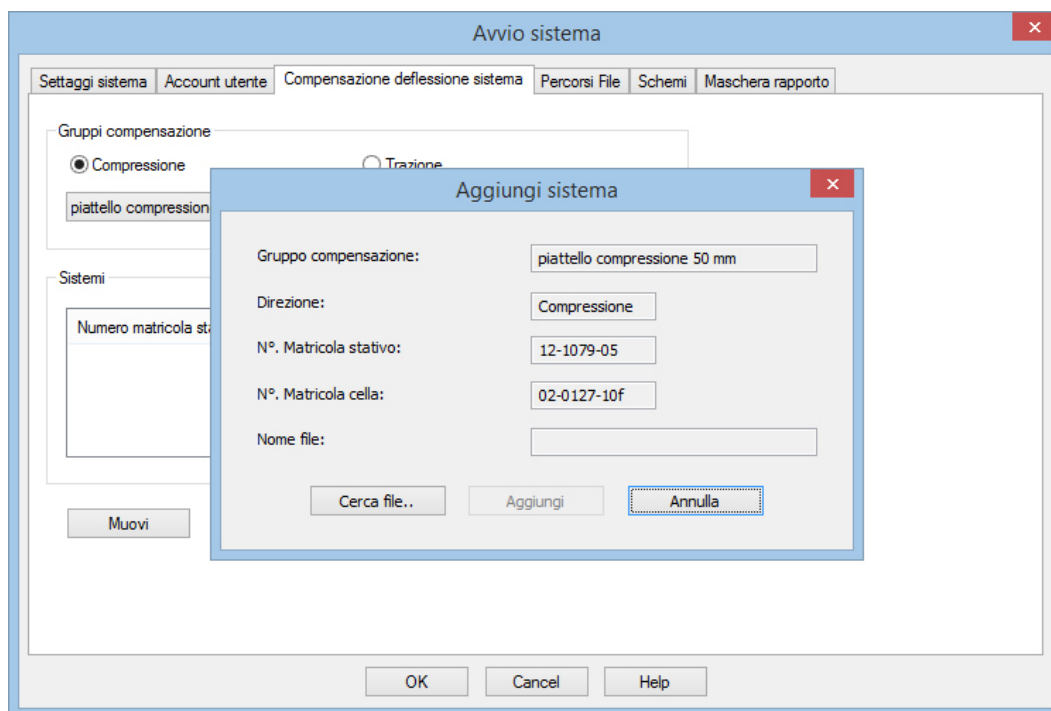 Avvio sistema
Settaggi sistema Account utente Compensazione deflessione sistema Percorsi File Schemi Maschera rapporto
Gruppi compensazione
Compressione Trazione
piattello compression
Aggiungi sistema
Gruppo compensazione: piattello compressione 50 mm
Direzione: Compressione
N°. Matricola stativo: 12-1079-05
N°. Matricola cella: 02-0127-10f
Nome file:
Cerca file.. Aggiungi Annulla
Sistemi
Numero matricola sta
Muovi
OK Cancel Help